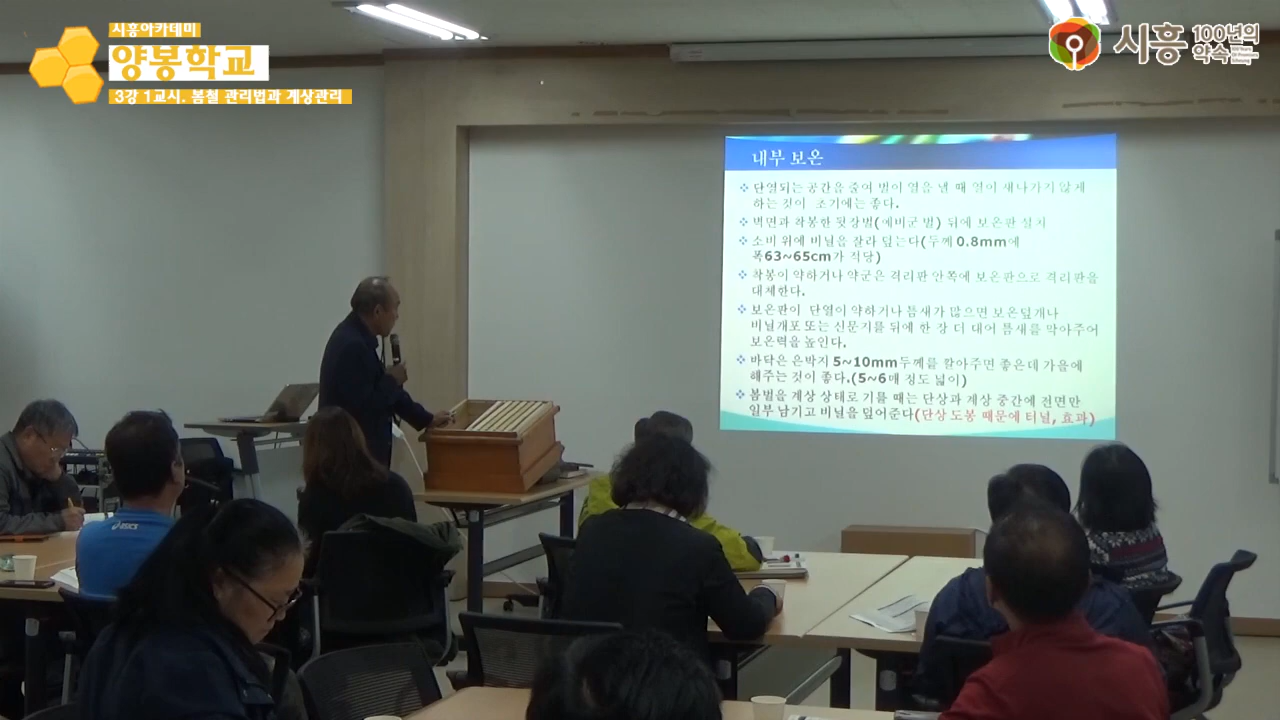 시흥아카데미
양봉학교
3강 1교시. 봄철 관리법과 계상관리
시흥 100년의 약속
내부 보온
단열되는 공간을 줄여 벌이 열을 낼 때 열이 새나가지 않게
하는 것이 초기에는 좋다.
벽면과 착봉한 뒷장벌(예비군 벌) 뒤에 보온판 설치
소비 위에 비닐을 잘라 덮는다(두께 0.8mm에
폭63~65cm가 적당)
착봉이 약하거나 약군은 격리판 안쪽에 보온판으로 격리판을
대체한다.
보온판이 단열이 약하거나 틈새가 많으면 보온덮개나
비닐개포 또는 신문지를 뒤에 한 장 더 대어 틈새를 막아주어
보온력을 높인다.
바닥은 은박지 5~10mm두께를 깔아주면 좋은데 가을에
해주는 것이 좋다.(5~6매 정도 넓이)
봄벌을 계상 상태로 기를 때는 단상과 계상 중간에 전면만
일부 남기고 비닐을 덮어준다(단상 도봉 때문에 터널, 효과)
asics